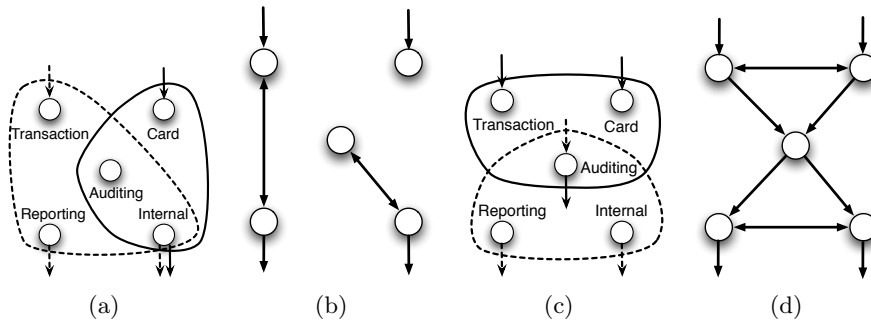 Transaction Card
Auditing
Reporting Internal
Transaction Card
Auditing
Reporting Internal
(a) (b) (c) (d)